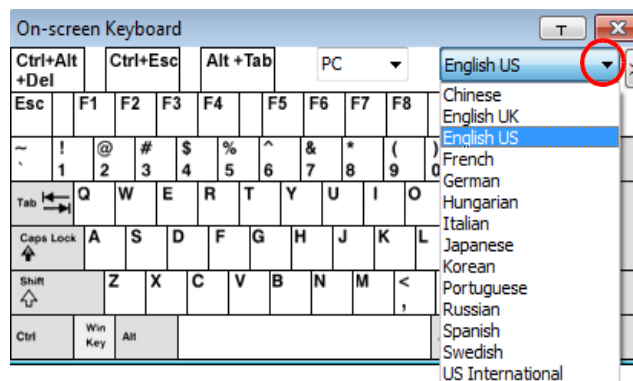 On-screen Keyboard T X
Ctrl+Alt +Del Ctrl+Esc Alt +Tab PC English US
Esc F1 F2 F3 F4 F5 F6 F7 F8
~ ! @ # $ % ^ & * ( )
` 1 2 3 4 5 6 7 8 9 0
Tab Q W E R T Y U I O
Caps Lock A S D F G H J K L
Shift Z X C V B N M <
,
Ctrl Win Key Alt
Chinese
English UK
English US
French
German
Hungarian
Italian
Japanese
Korean
Portuguese
Russian
Spanish
Swedish
US International